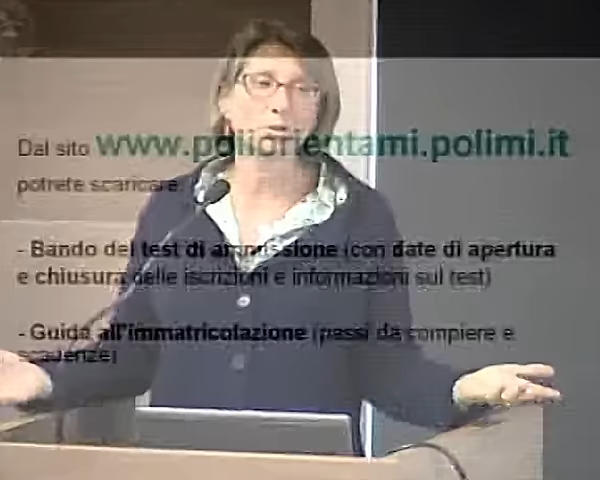 Dal sito www.poliorientami.polimi.it
potrete scaricare:
- Bando del test di ammissione (con date di apertura
e chiusura delle iscrizioni e informazioni sul test)
- Guida all'immatricolazione (passi da compiere e
scadenze)